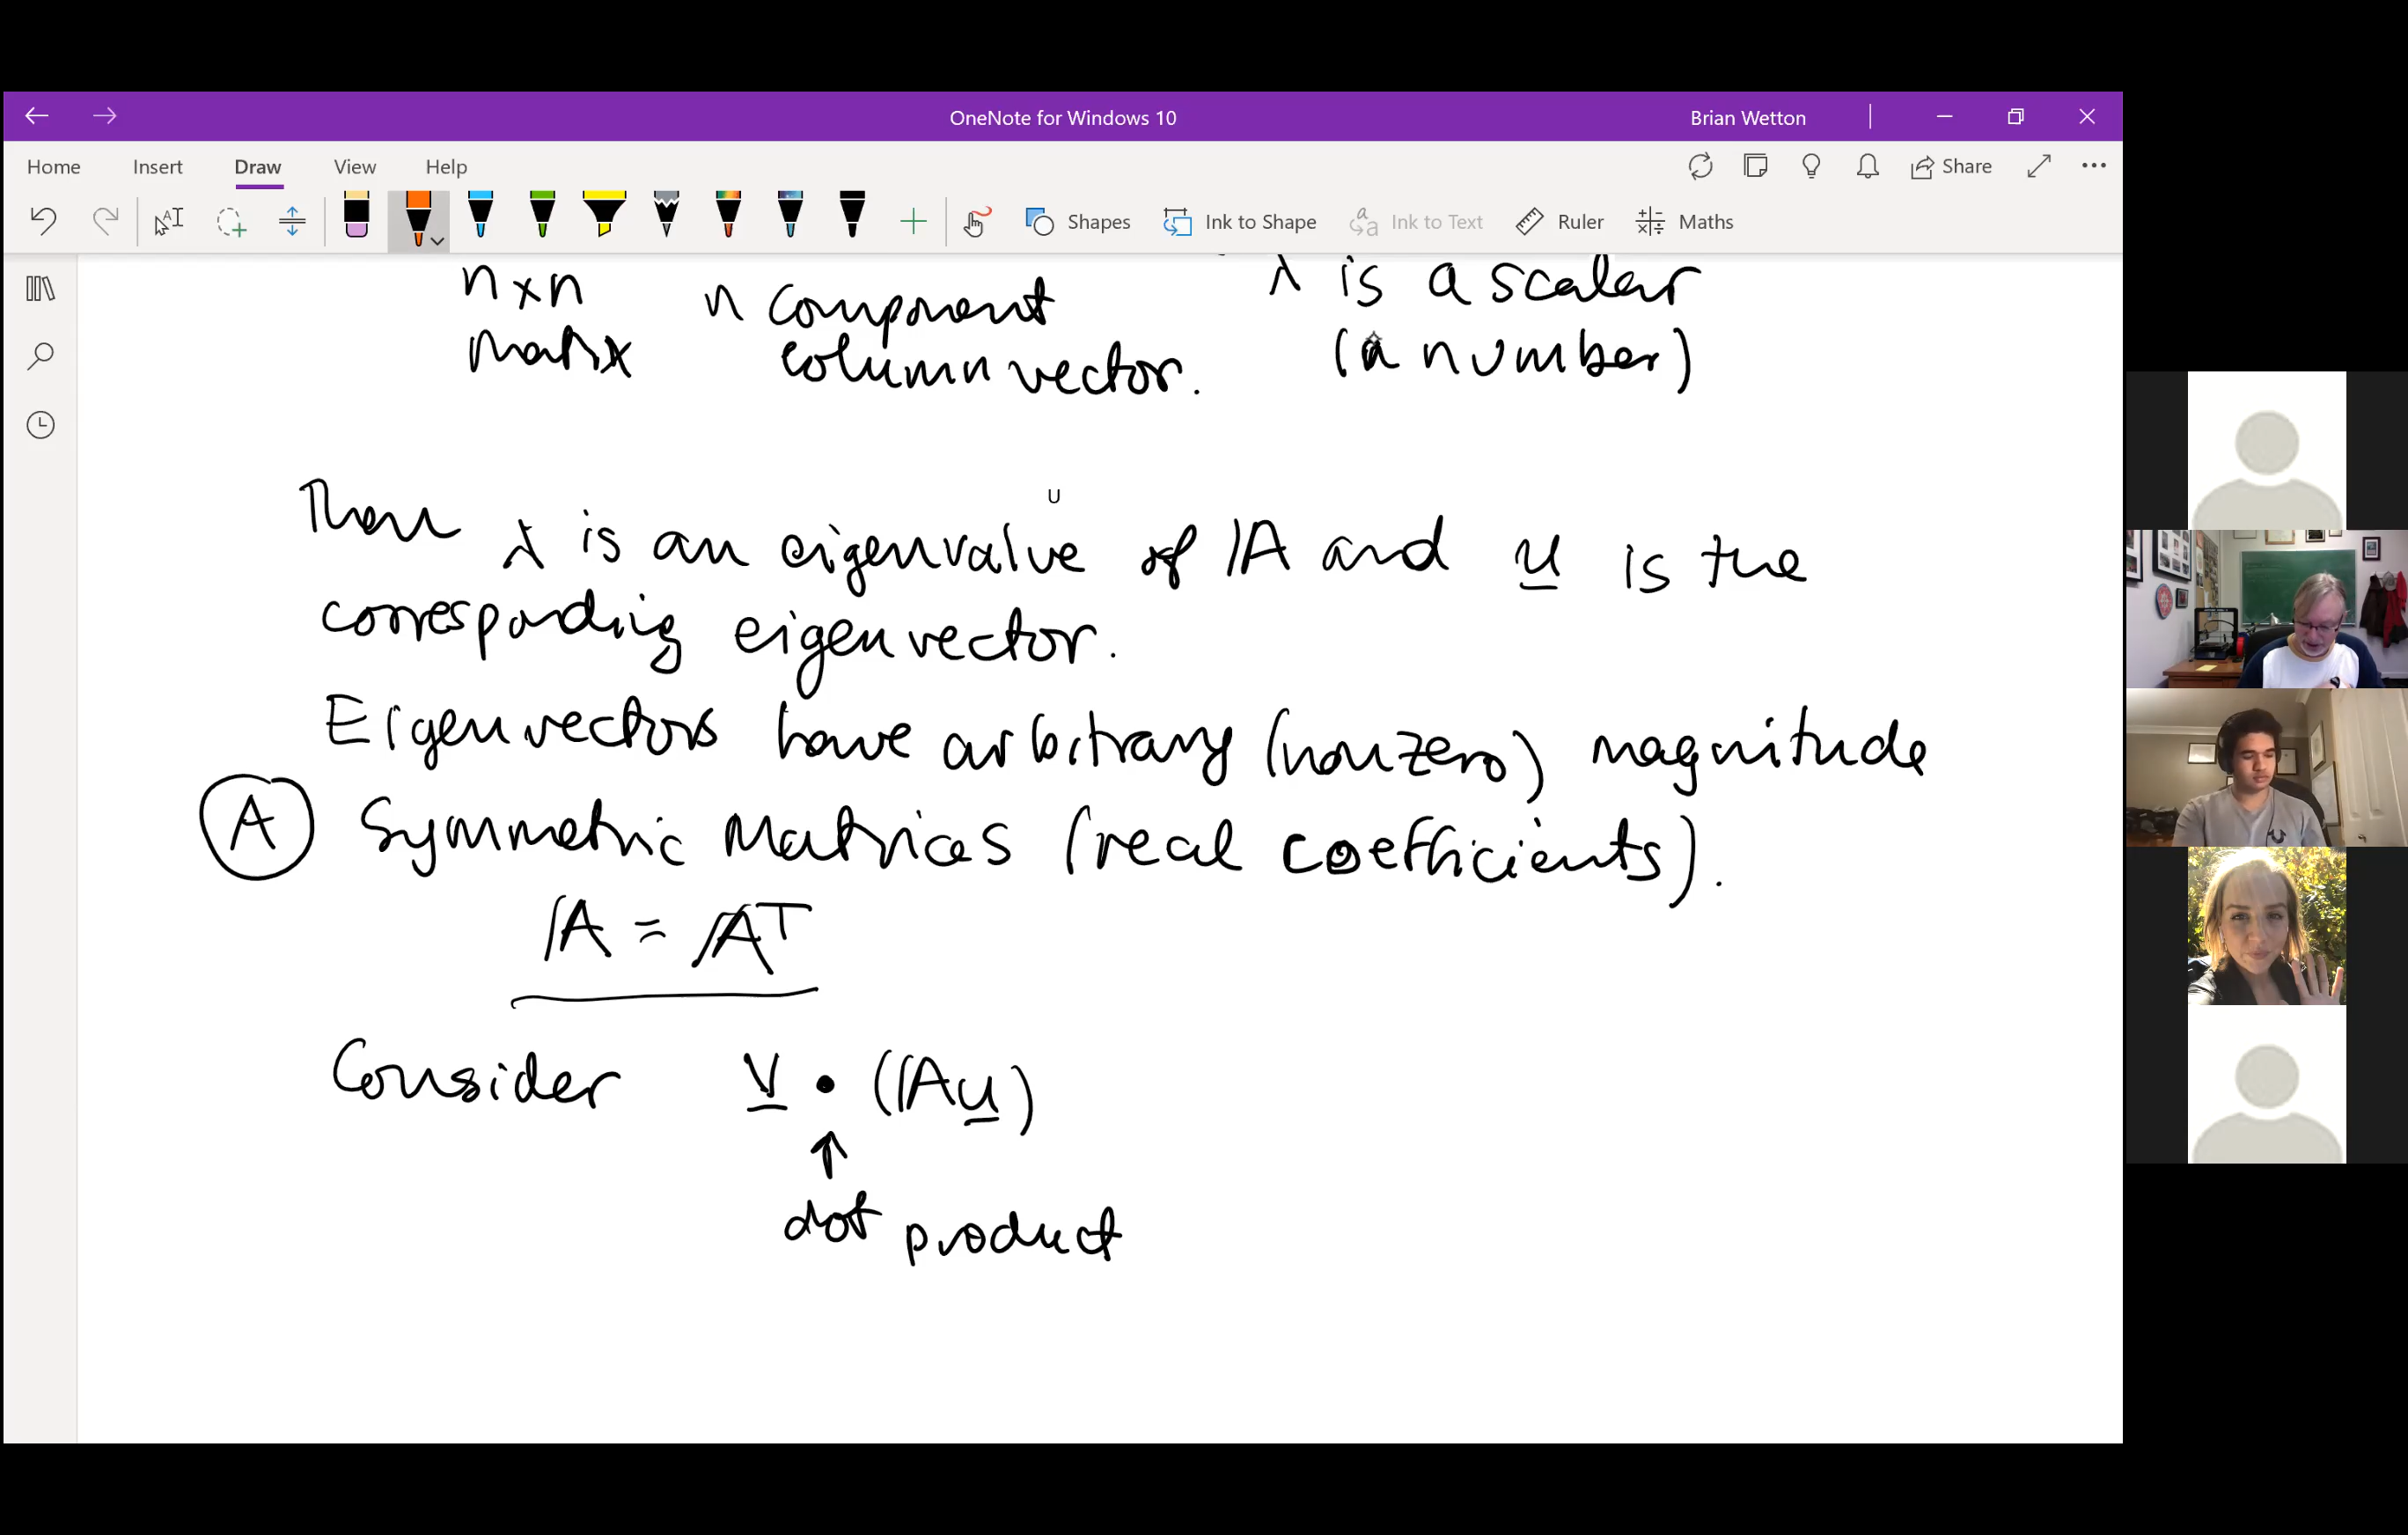 OneNote for Windows 10
Brian Wetton
Home Insert Draw View Help
Share
Shapes Ink to Shape Ink to Text Ruler Maths
n x n n component λ is a scalar
matrix column vector. (a number)
U
Then λ is an eigenvalue of A and u is the
corresponding eigenvector.
Eigenvectors have arbitrary (nonzero) magnitude
A Symmetric Matrices (real coefficients).
A = Aᵀ
Consider v • (Au)
↑
dot product